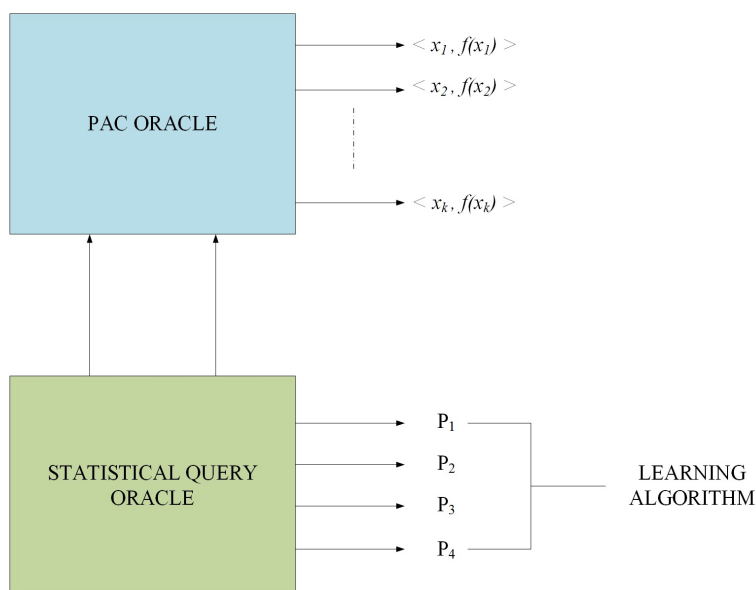 PAC ORACLE
< x₁, f(x₁) >
< x₂, f(x₂) >
< xₖ, f(xₖ) >
STATISTICAL QUERY
ORACLE
P₁
P₂
P₃
P₄
LEARNING
ALGORITHM